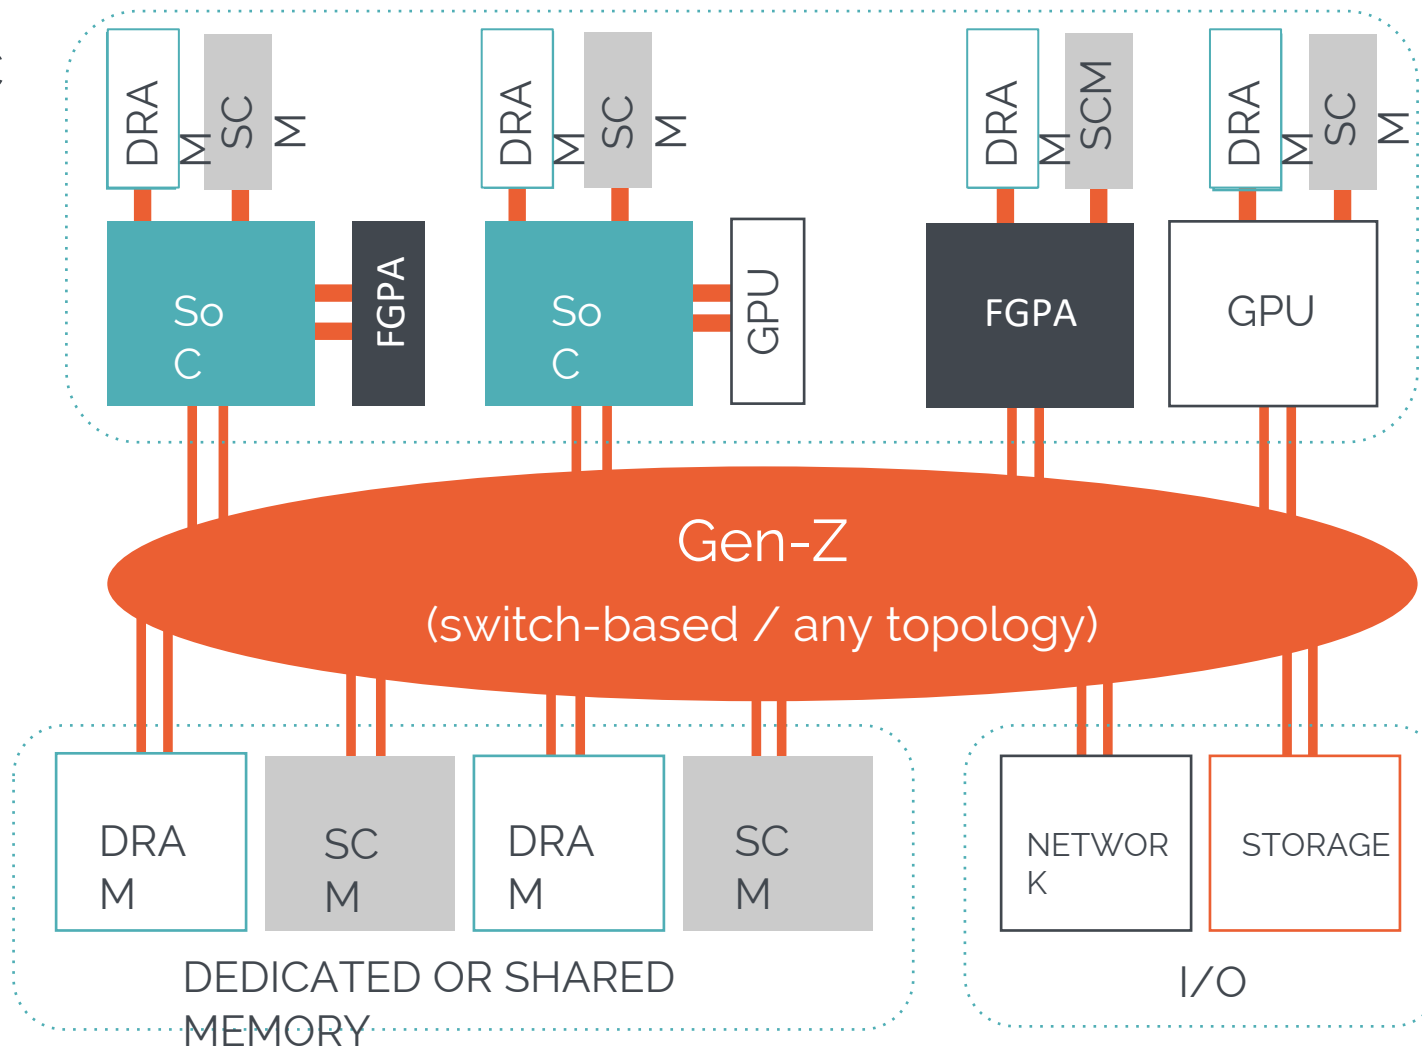 DRA
M
SC
M
DRA
M
SC
M
DRA
M
SCM
DRA
M
SC
M
So
C
FGPA
So
C
GPU
FGPA
GPU
Gen-Z
(switch-based / any topology)
DRA
M
SC
M
DRA
M
SC
M
NETWOR
K
STORAGE
DEDICATED OR SHARED
MEMORY
I/O